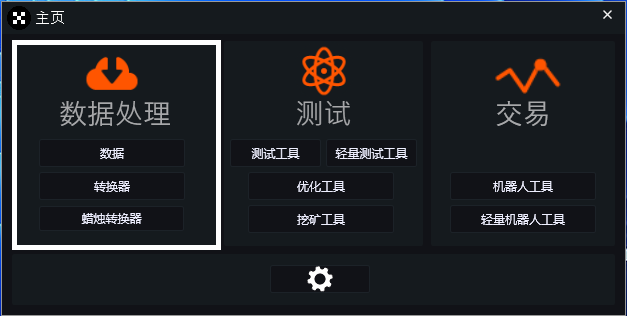 主页
数据处理
数据
转换器
蜡烛转换器
测试
测试工具 轻量测试工具
优化工具
挖矿工具
交易
机器人工具
轻量机器人工具